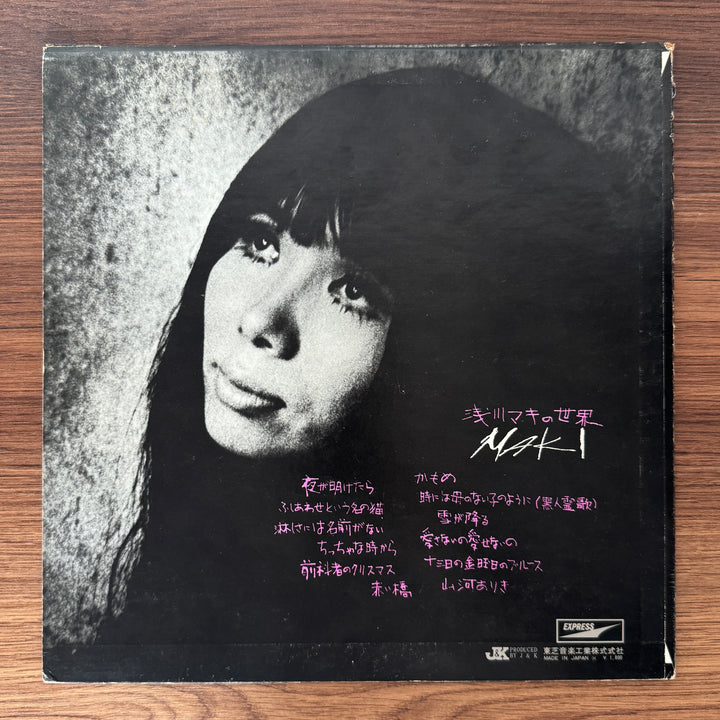 浅川マキの世界
MAKI
夜が明けたら
ふしあわせという名の猫
淋しさには名前がない
ちっちゃな時から
前科者のクリスマス
赤い橋
かもめ
時には母のない子のように(黒人霊歌)
雪が降る
愛さないの愛せないの
十三日の金曜日のブルース
山河ありき
EXPRESS
J&K PRODUCED BY J & K
東芝音楽工業株式会社
MADE IN JAPAN H ¥1,800